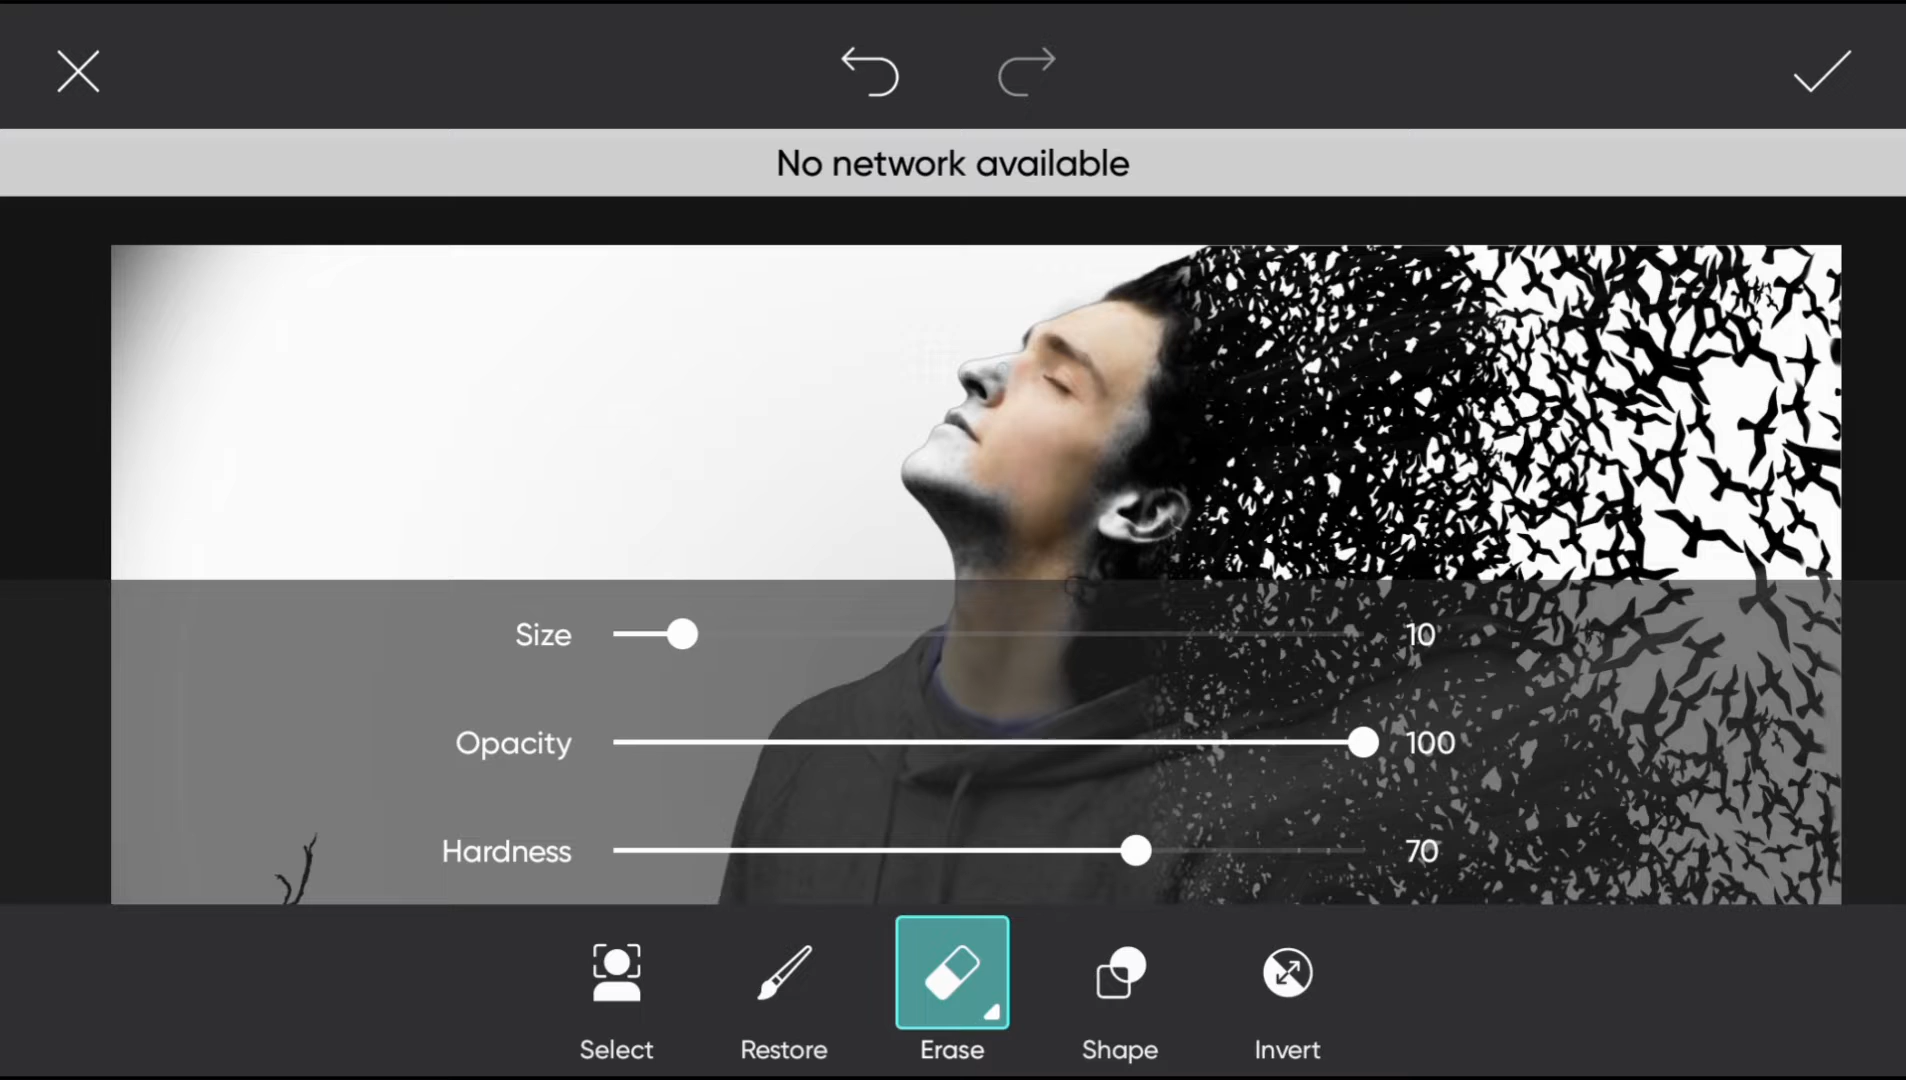 No network available
Size 10
Opacity 100
Hardness 70
Select Restore Erase Shape Invert